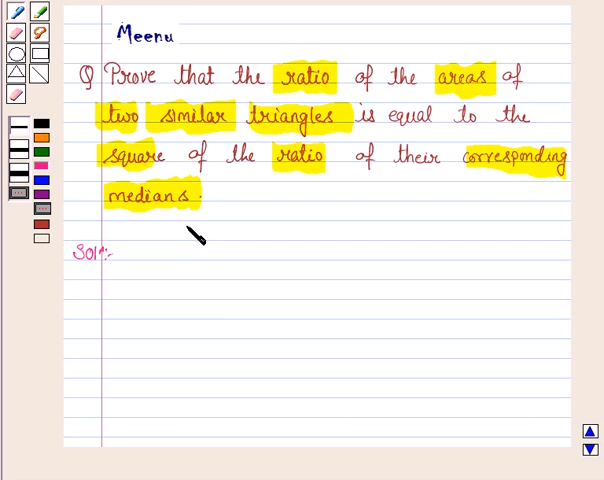 Meenu
Q Prove that the ratio of the areas of
two similar triangles is equal to the
square of the ratio of their corresponding
medians.
Solⁿ:-